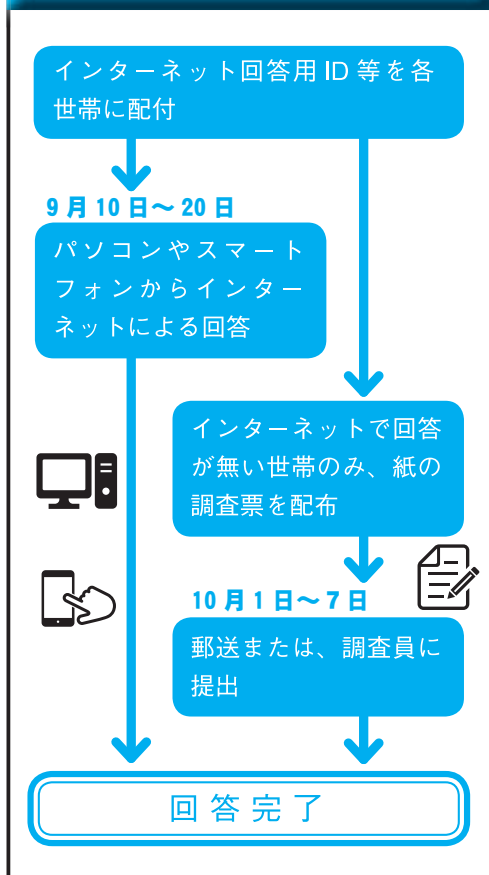 インターネット回答用 ID 等を各
世帯に配付
9 月 10 日〜 20 日
パソコンやスマート
フォンからインター
ネットによる回答
インターネットで回答
が無い世帯のみ、紙の
調査票を配布
10 月 1 日〜 7 日
郵送または、調査員に
提出
回答完了